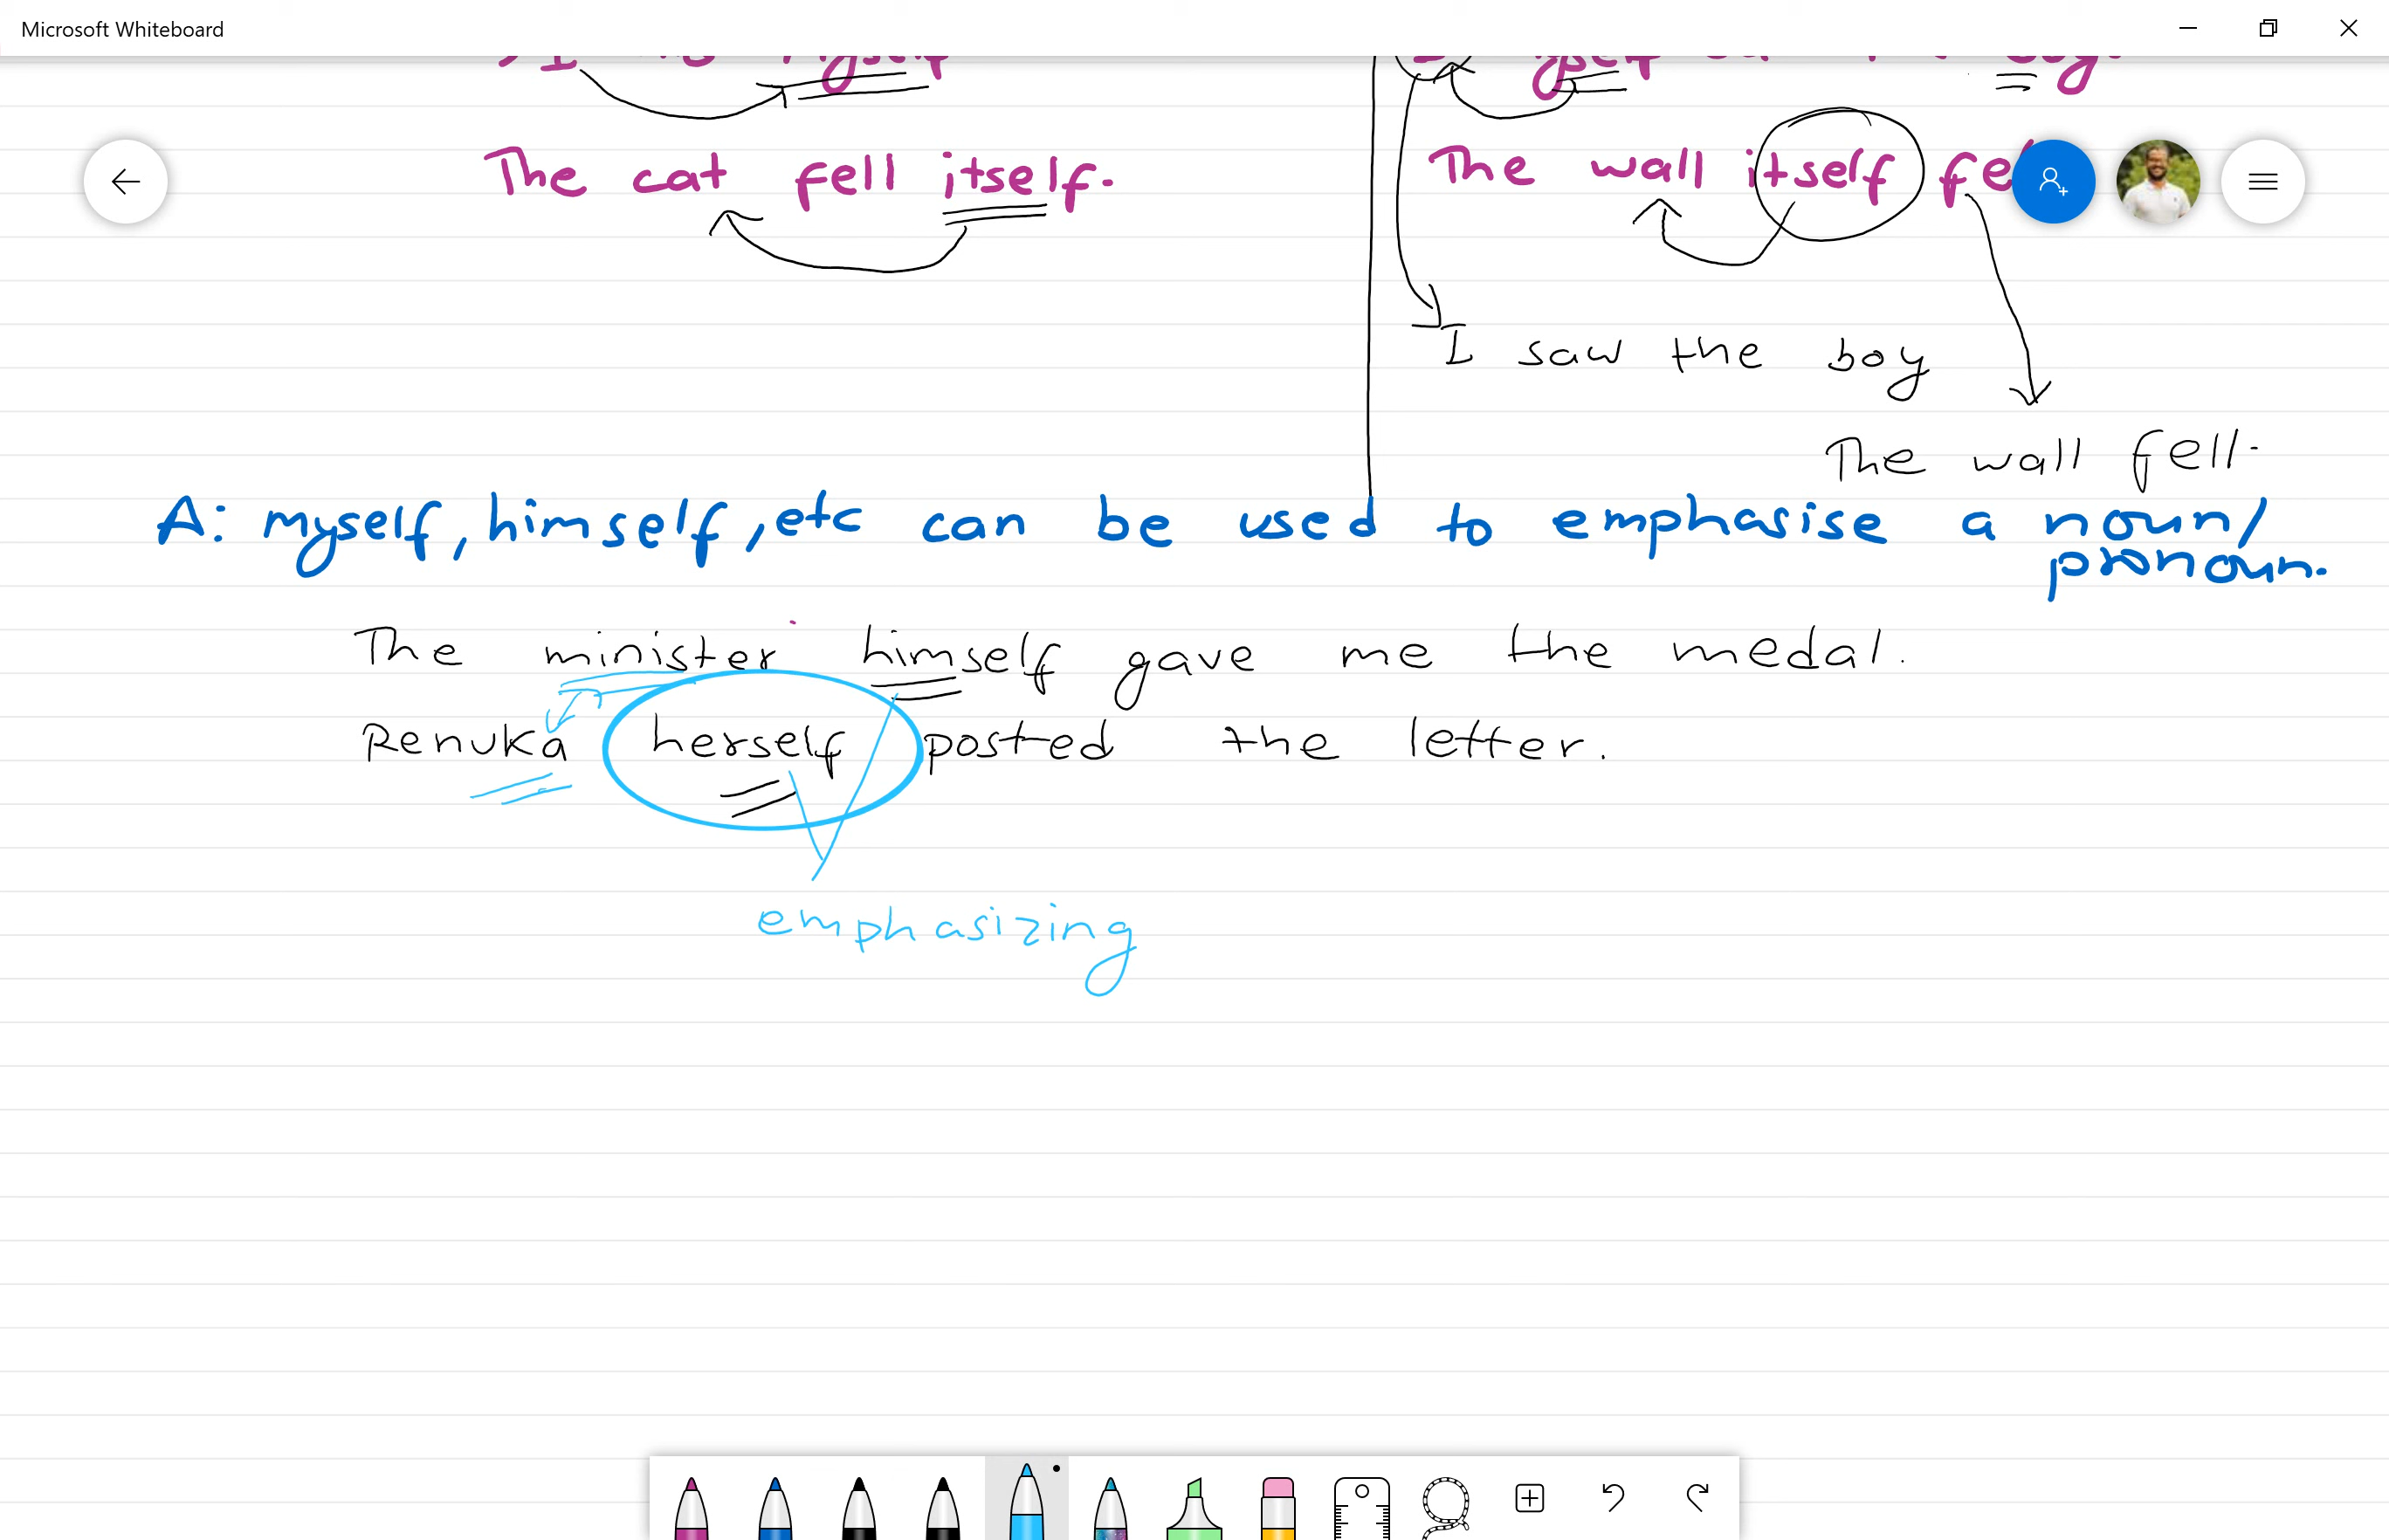 Microsoft Whiteboard
The cat fell itself.
The wall itself
I saw the boy
The wall fell.
A: myself, himself, etc can be used to emphasise a noun/
pronoun.
The minister himself gave me the medal.
Renuka herself posted the letter.
emphasizing